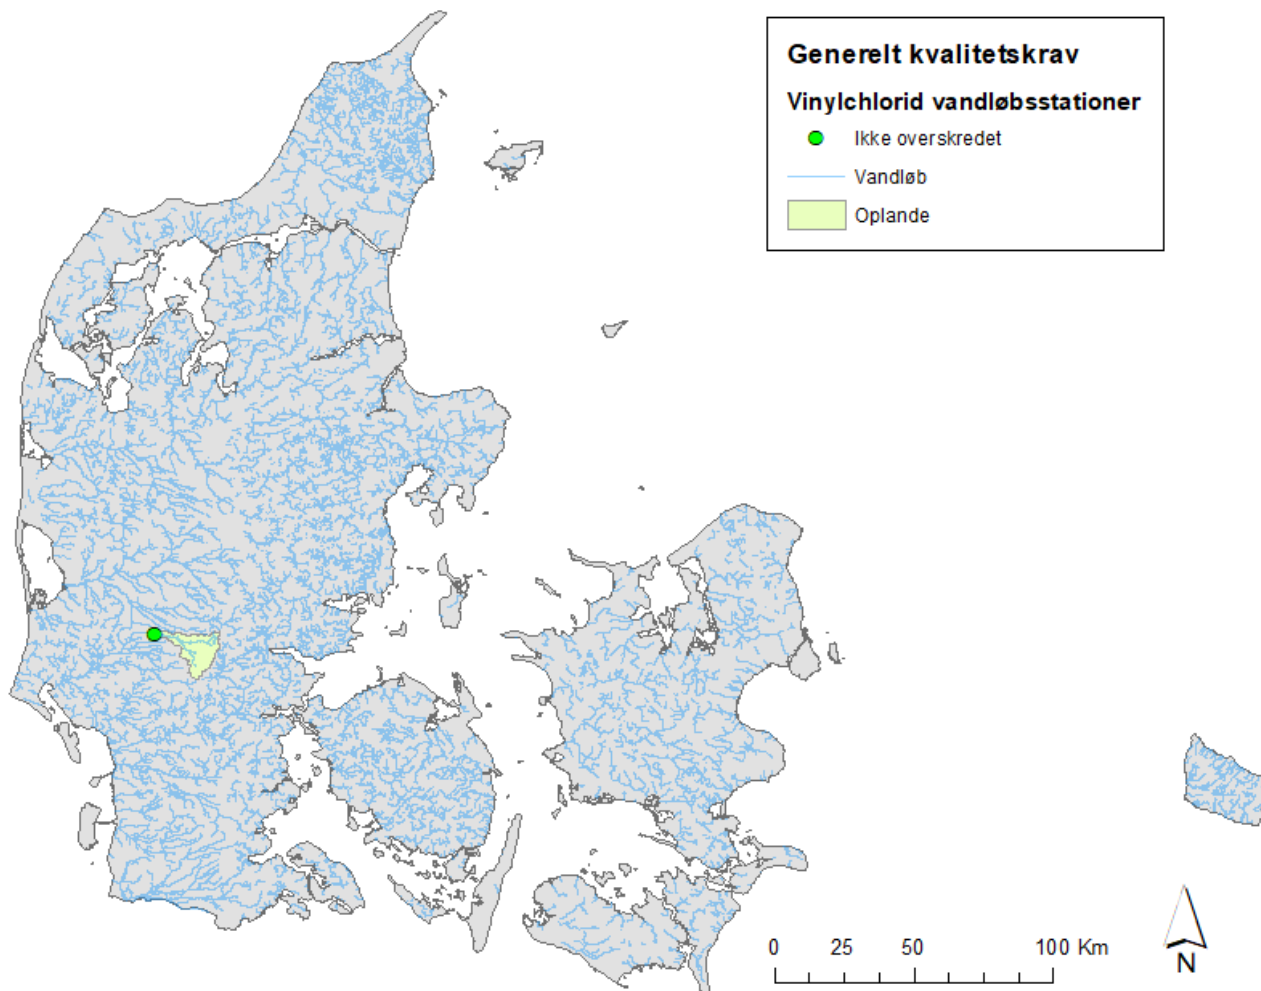 Generelt kvalitetskrav
Vinylchlorid vandløbsstationer
Ikke overskredet
Vandløb
Oplande
0 25 50 100 Km
N